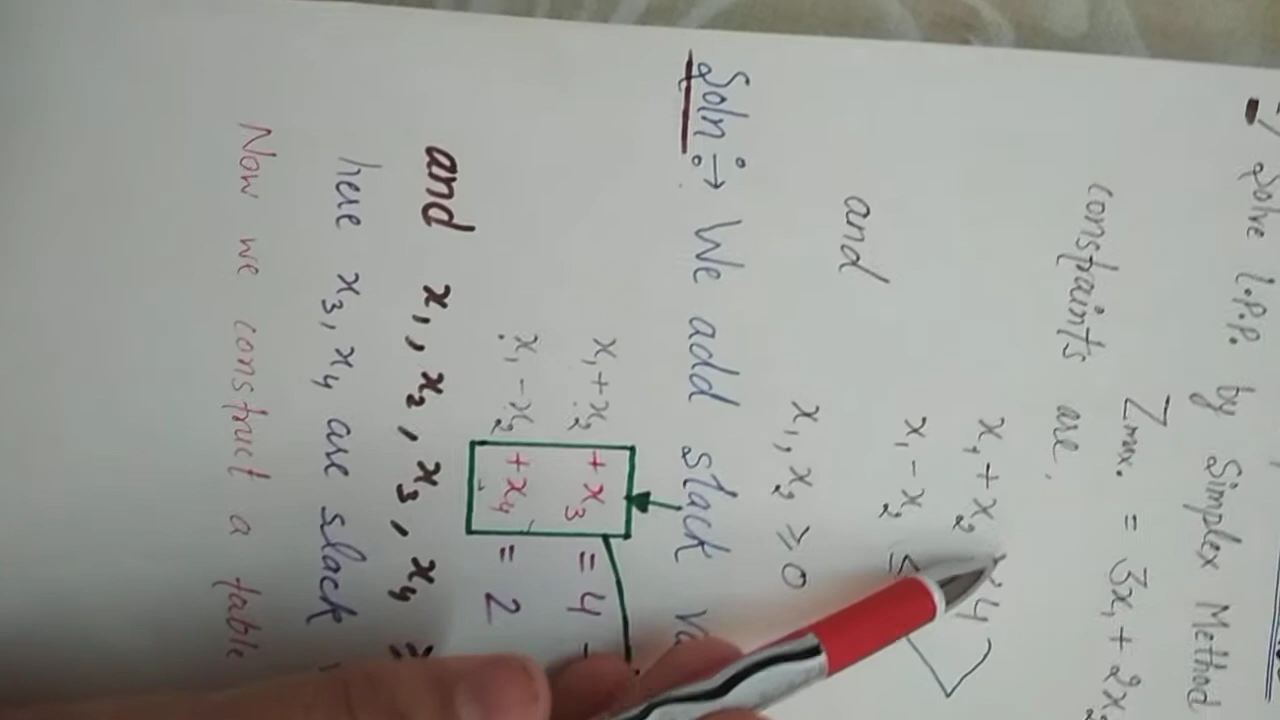 Solve L.P.P. by Simplex Method
Zmax. = 3x₁ + 2x₂
constraints are,
x₁ + x₂ 4
x₁ - x₂ ≤
and x₁, x₂ ≥ 0
Soln :→ We add slack
x₁ + x₂ + x₃ = 4 -
x₁ - x₂ + x₄ = 2
and x₁, x₂, x₃, x₄ ≥
here x₃, x₄ are slack
Now we construct a table